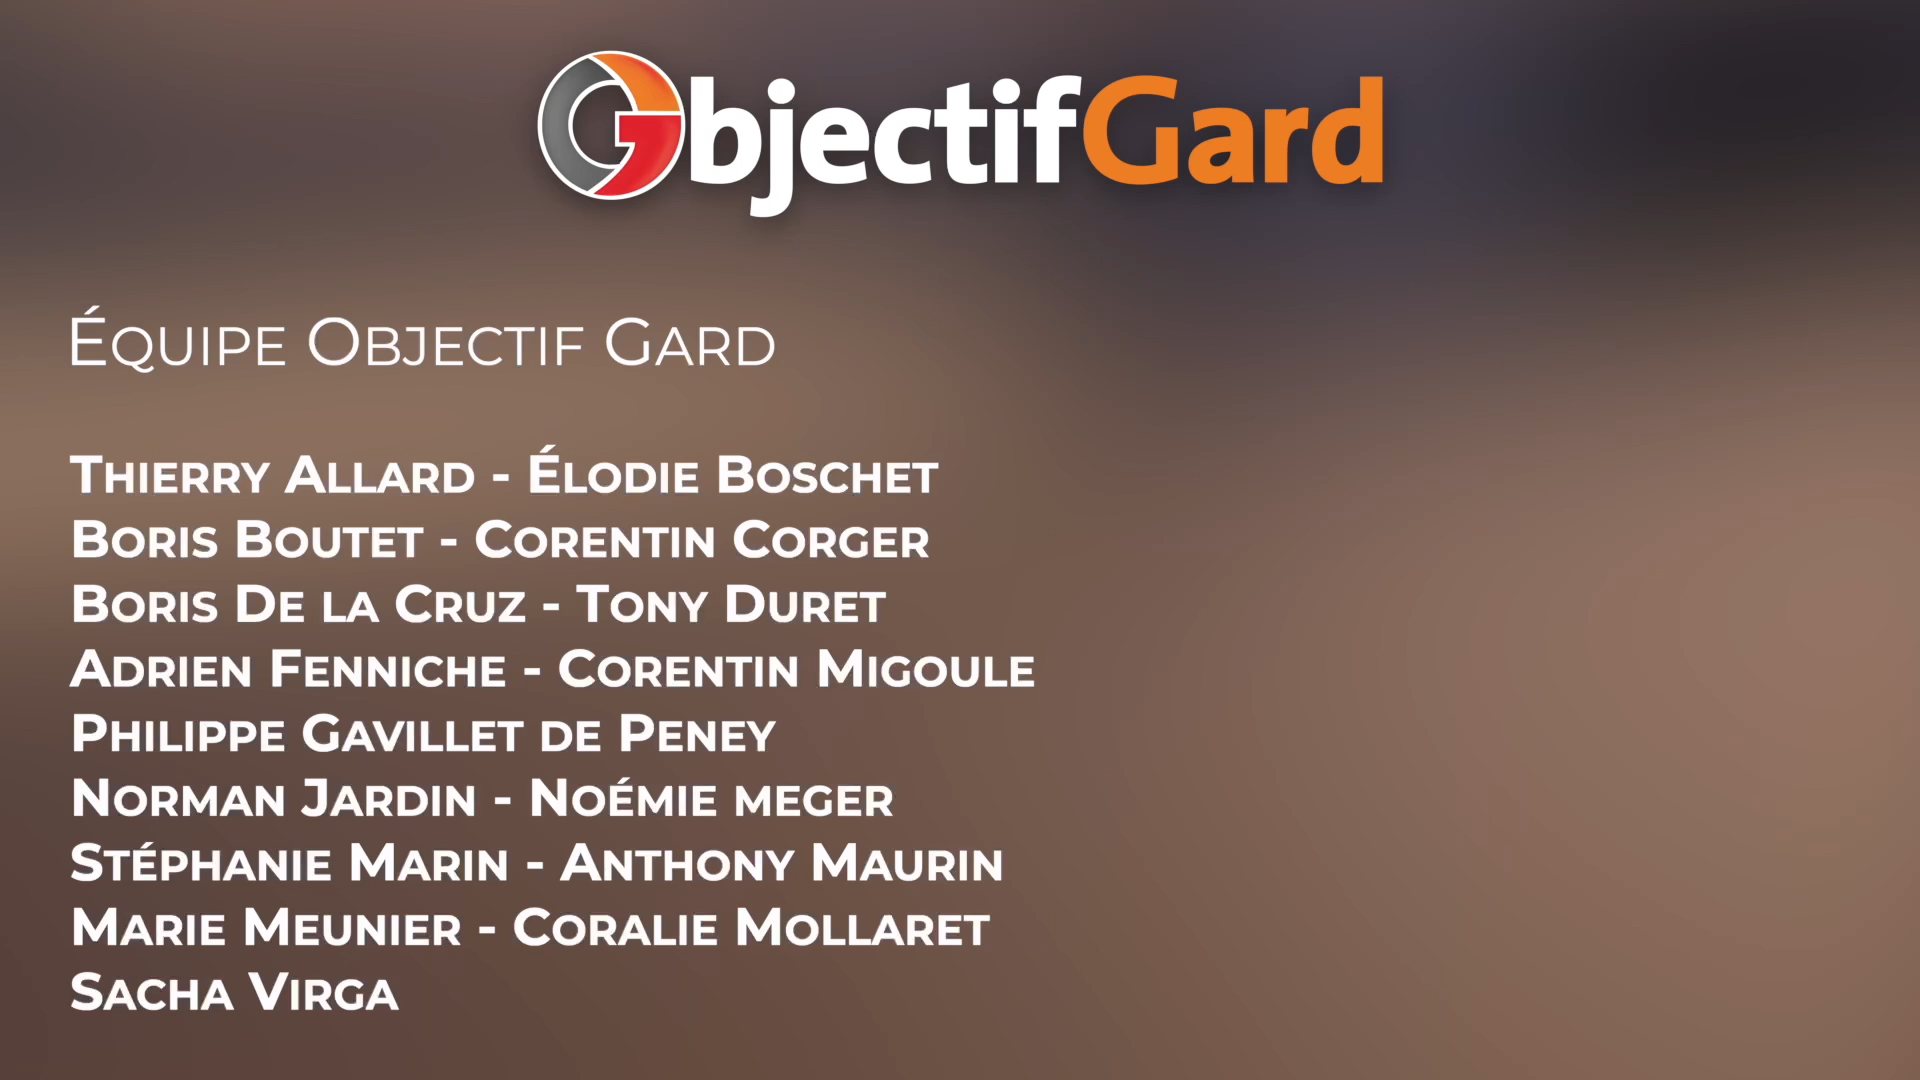 ObjectifGard
Équipe Objectif Gard
Thierry Allard - Élodie Boschet
Boris Boutet - Corentin Corger
Boris De la Cruz - Tony Duret
Adrien Fenniche - Corentin Migoule
Philippe Gavillet de Peney
Norman Jardin - Noémie meger
Stéphanie Marin - Anthony Maurin
Marie Meunier - Coralie Mollaret
Sacha Virga